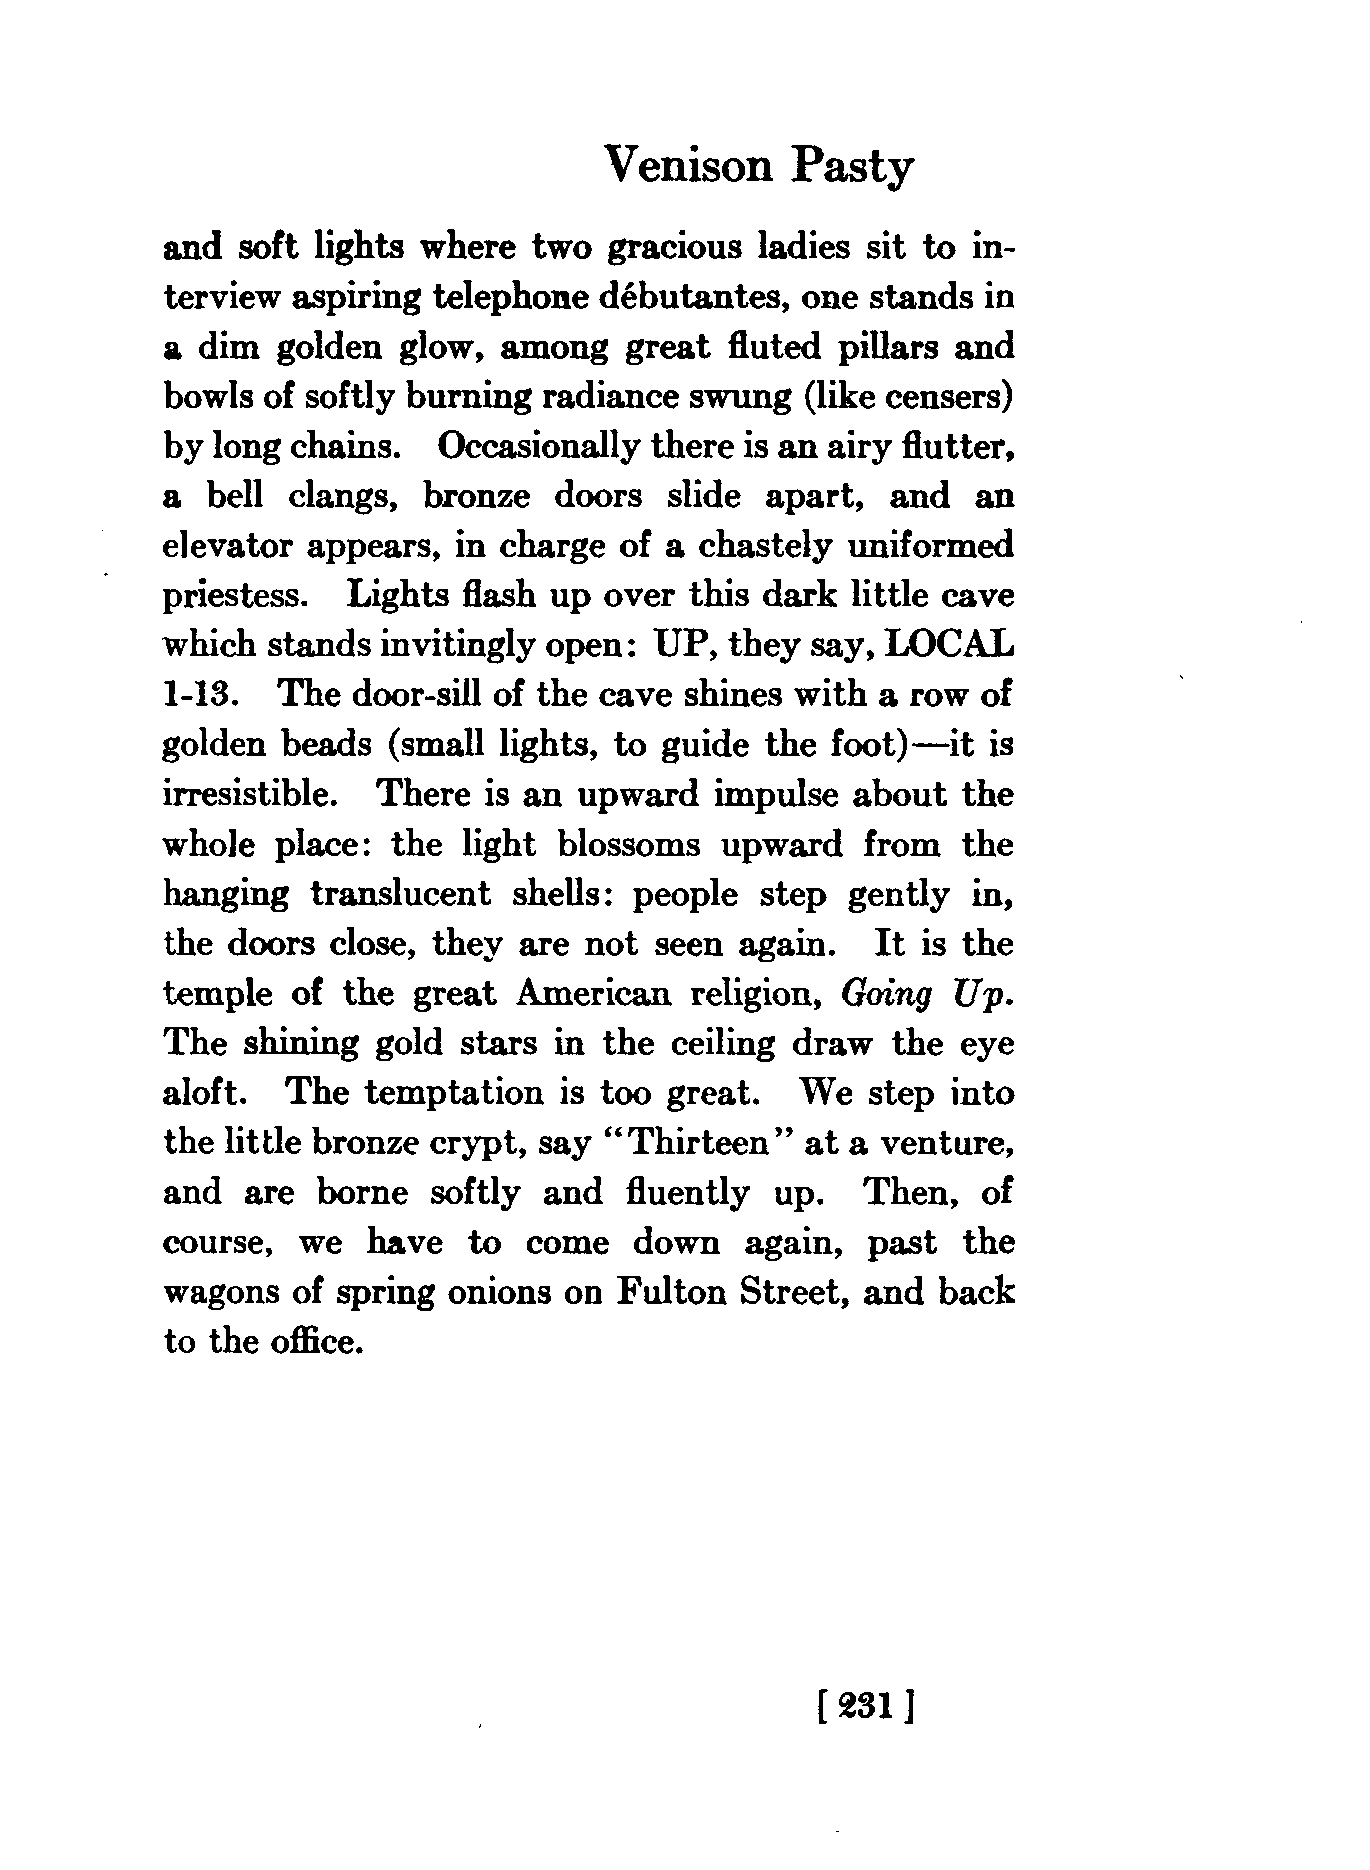 Venison Pasty
and soft lights where two gracious ladies sit to in-
terview aspiring telephone débutantes, one stands in
a dim golden glow, among great fluted pillars and
bowls of softly burning radiance swung (like censers)
by long chains. Occasionally there is an airy flutter,
a bell clangs, bronze doors slide apart, and an
elevator appears, in charge of a chastely uniformed
priestess. Lights flash up over this dark little cave
which stands invitingly open: UP, they say, LOCAL
1-13. The door-sill of the cave shines with a row of
golden beads (small lights, to guide the foot)—it is
irresistible. There is an upward impulse about the
whole place: the light blossoms upward from the
hanging translucent shells: people step gently in,
the doors close, they are not seen again. It is the
temple of the great American religion, Going Up.
The shining gold stars in the ceiling draw the eye
aloft. The temptation is too great. We step into
the little bronze crypt, say “Thirteen” at a venture,
and are borne softly and fluently up. Then, of
course, we have to come down again, past the
wagons of spring onions on Fulton Street, and back
to the office.
[ 231 ]